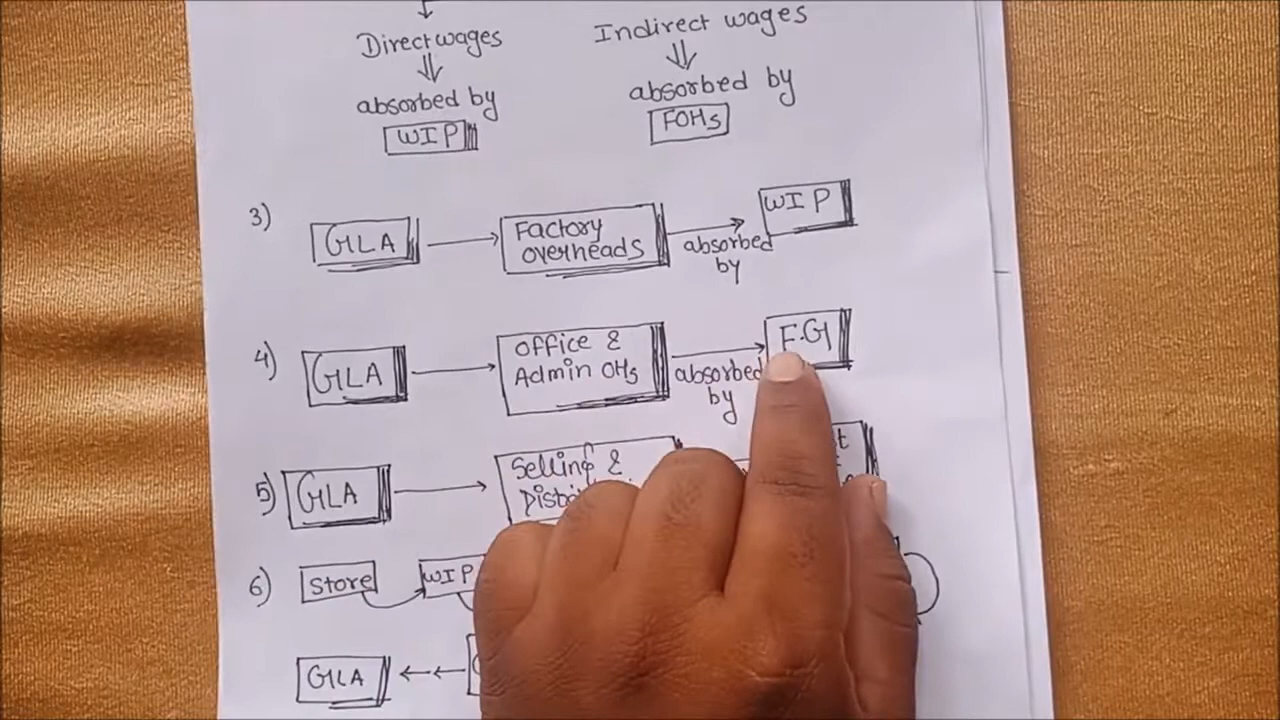 Direct wages
Indirect wages
absorbed by
absorbed by
WIP
FOHs
3)
GLA
Factory
overheads
absorbed
by
WIP
4)
GLA
Office &
Admin OHs
absorbed
by
F.G
5)
GLA
Selling &
6)
Store
WIP
GLA